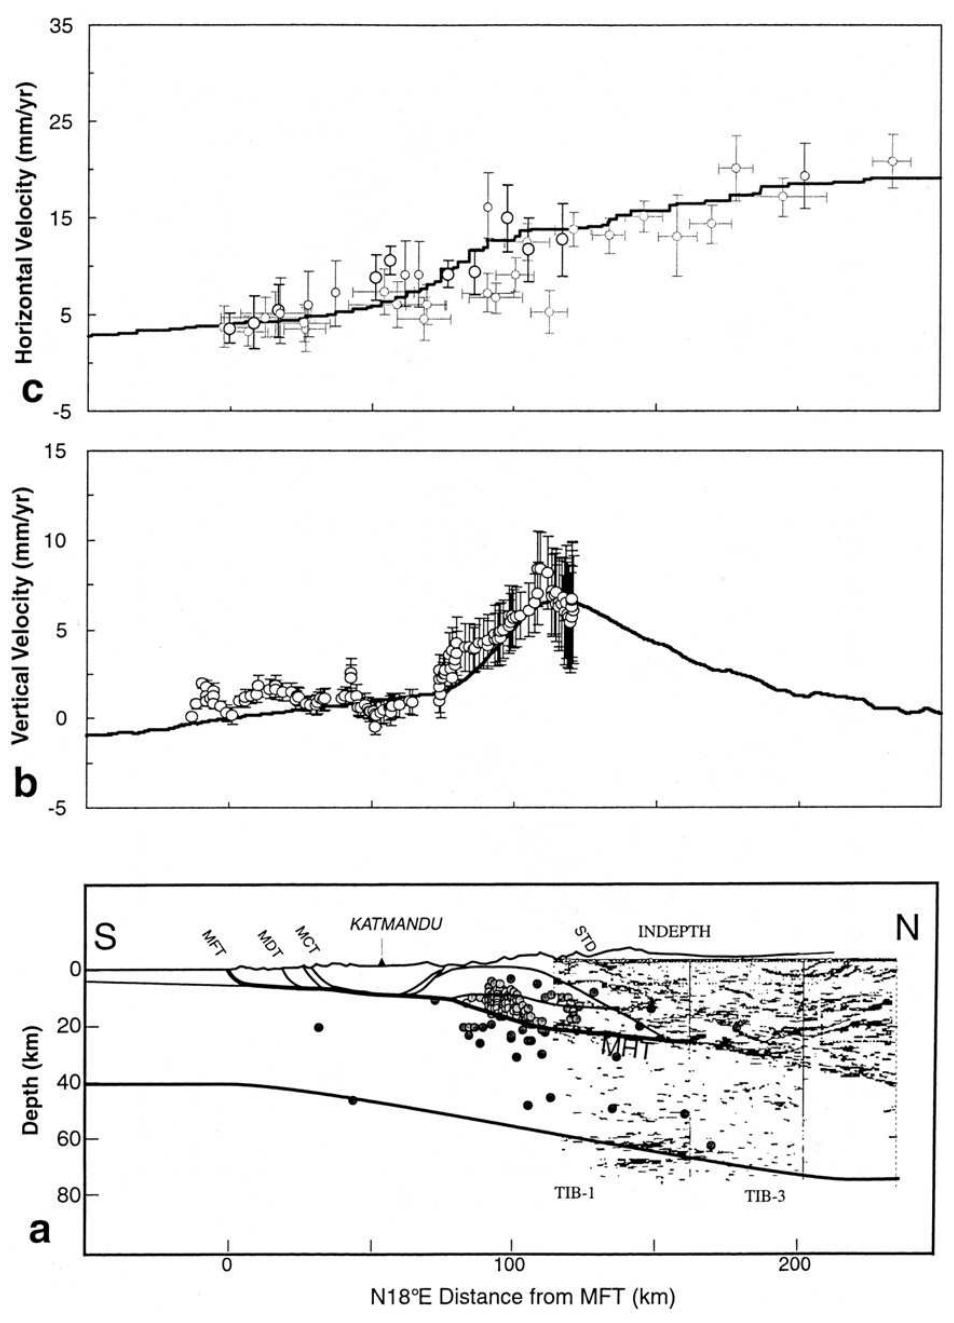 35
25
15
5
-5
Horizontal Velocity (mm/yr)
c
15
10
5
0
-5
Vertical Velocity (mm/yr)
b
S
MFT
MDT
MCT
KATMANDU
STD
INDEPTH
N
0
20
40
60
80
Depth (km)
MHT
TIB-1
TIB-3
a
0
100
200
N18°E Distance from MFT (km)